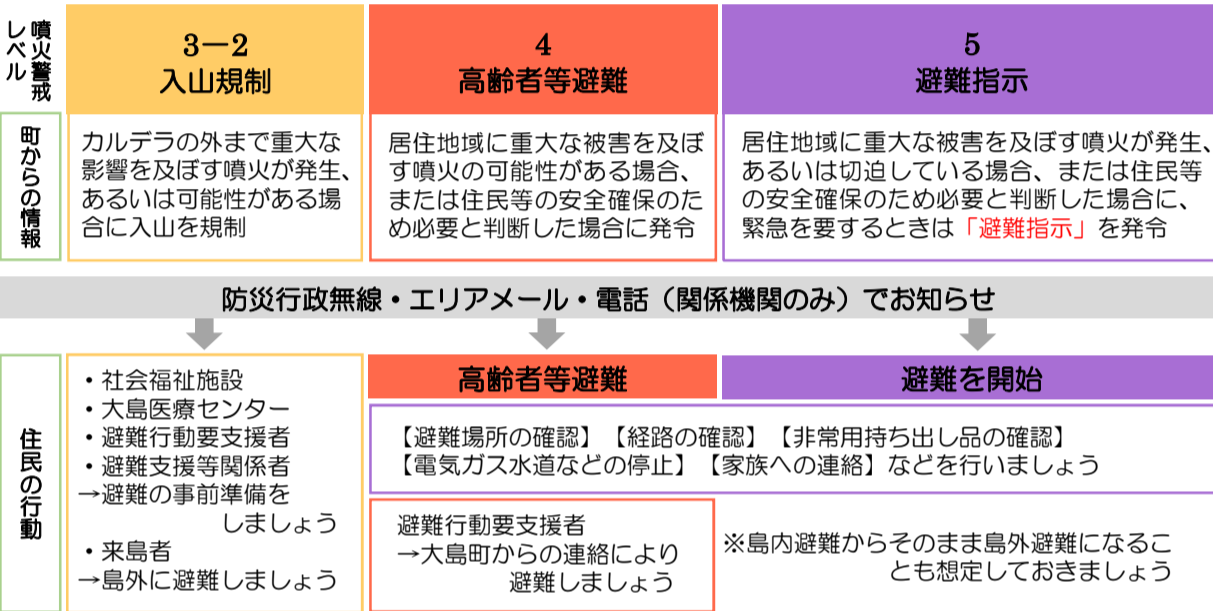 噴火警戒
レベル
3－2
入山規制
4
高齢者等避難
5
避難指示
町からの情報
カルデラの外まで重大な
影響を及ぼす噴火が発生、
あるいは可能性がある場
合に入山を規制
居住地域に重大な被害を及ぼ
す噴火の可能性がある場合、
または住民等の安全確保のた
め必要と判断した場合に発令
居住地域に重大な被害を及ぼす噴火が発生、
あるいは切迫している場合、または住民等
の安全確保のため必要と判断した場合に、
緊急を要するときは「避難指示」を発令
防災行政無線・エリアメール・電話（関係機関のみ）でお知らせ
住民の行動
・社会福祉施設
・大島医療センター
・避難行動要支援者
・避難支援等関係者
→避難の事前準備を
しましょう
・来島者
→島外に避難しましょう
高齢者等避難
避難を開始
【避難場所の確認】【経路の確認】【非常用持ち出し品の確認】
【電気ガス水道などの停止】【家族への連絡】などを行いましょう
避難行動要支援者
→大島町からの連絡により
避難しましょう
※島内避難からそのまま島外避難になるこ
とも想定しておきましょう